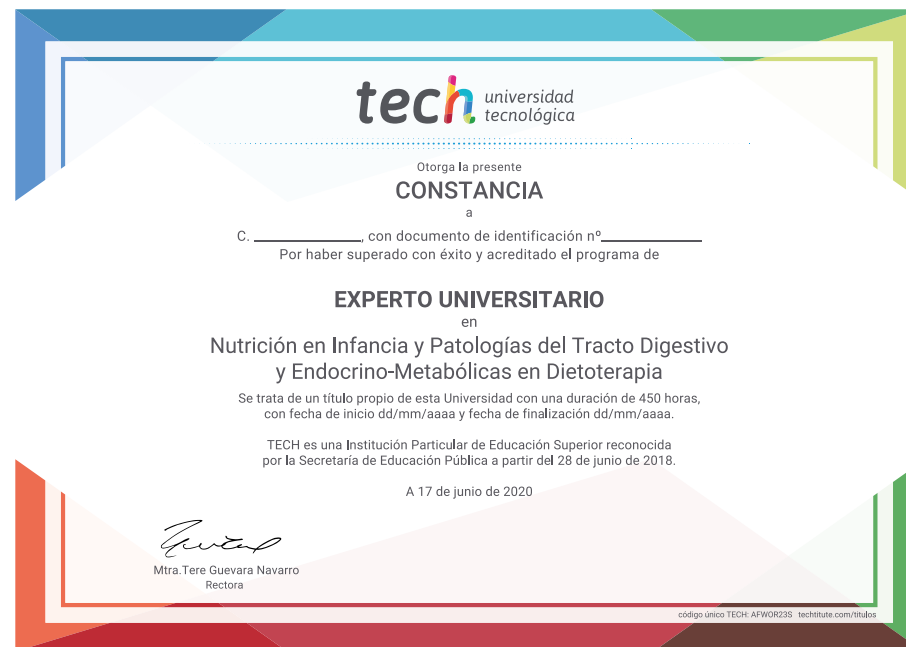 tech universidad
tecnológica
Otorga la presente
CONSTANCIA
a
C. ____________, con documento de identificación nº____________
Por haber superado con éxito y acreditado el programa de
EXPERTO UNIVERSITARIO
en
Nutrición en Infancia y Patologías del Tracto Digestivo
y Endocrino-Metabólicas en Dietoterapia
Se trata de un título propio de esta Universidad con una duración de 450 horas,
con fecha de inicio dd/mm/aaaa y fecha de finalización dd/mm/aaaa.
TECH es una Institución Particular de Educación Superior reconocida
por la Secretaría de Educación Pública a partir del 28 de junio de 2018.
A 17 de junio de 2020
Mtra.Tere Guevara Navarro
Rectora
código único TECH: AFWOR23S techtitute.com/titulos